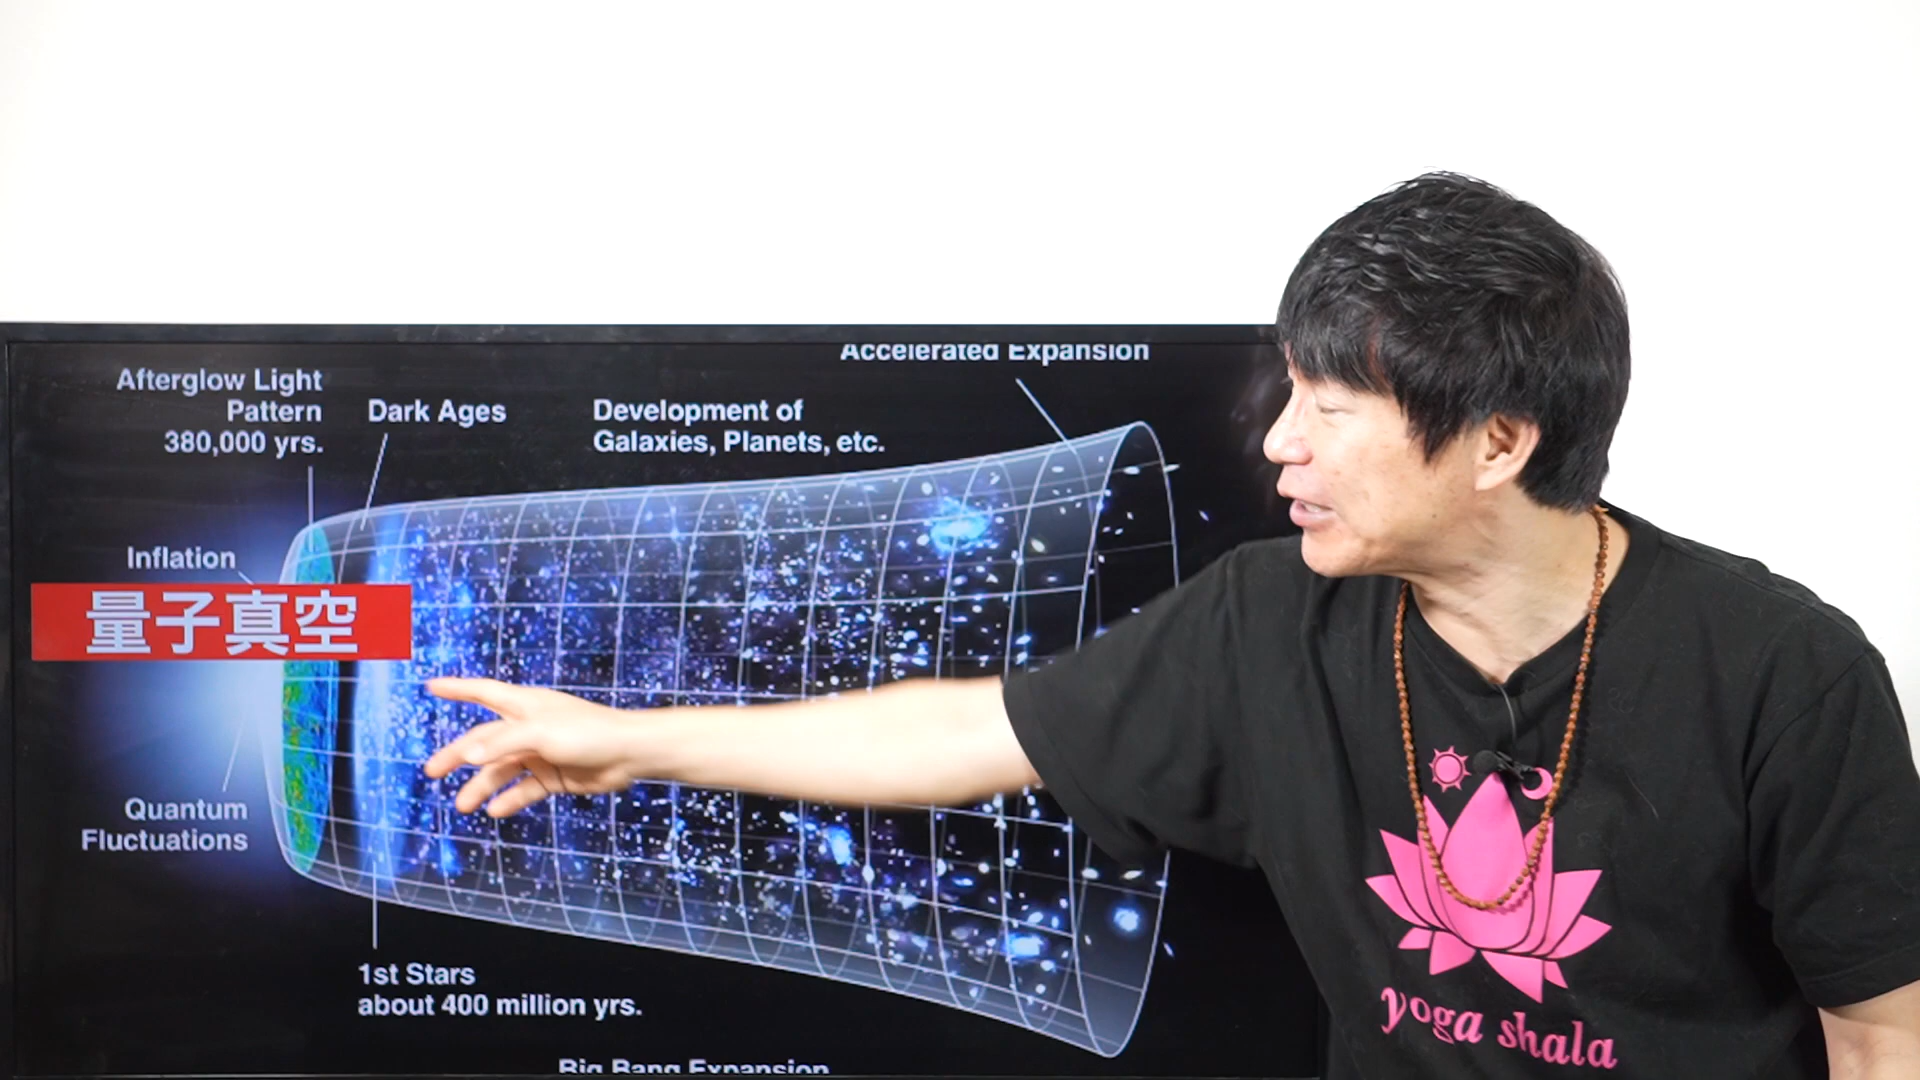 Accelerated Expansion
Afterglow Light
Pattern
380,000 yrs.
Dark Ages
Development of
Galaxies, Planets, etc.
Inflation
量子真空
Quantum
Fluctuations
1st Stars
about 400 million yrs.
Big Bang Expansion
yoga shala